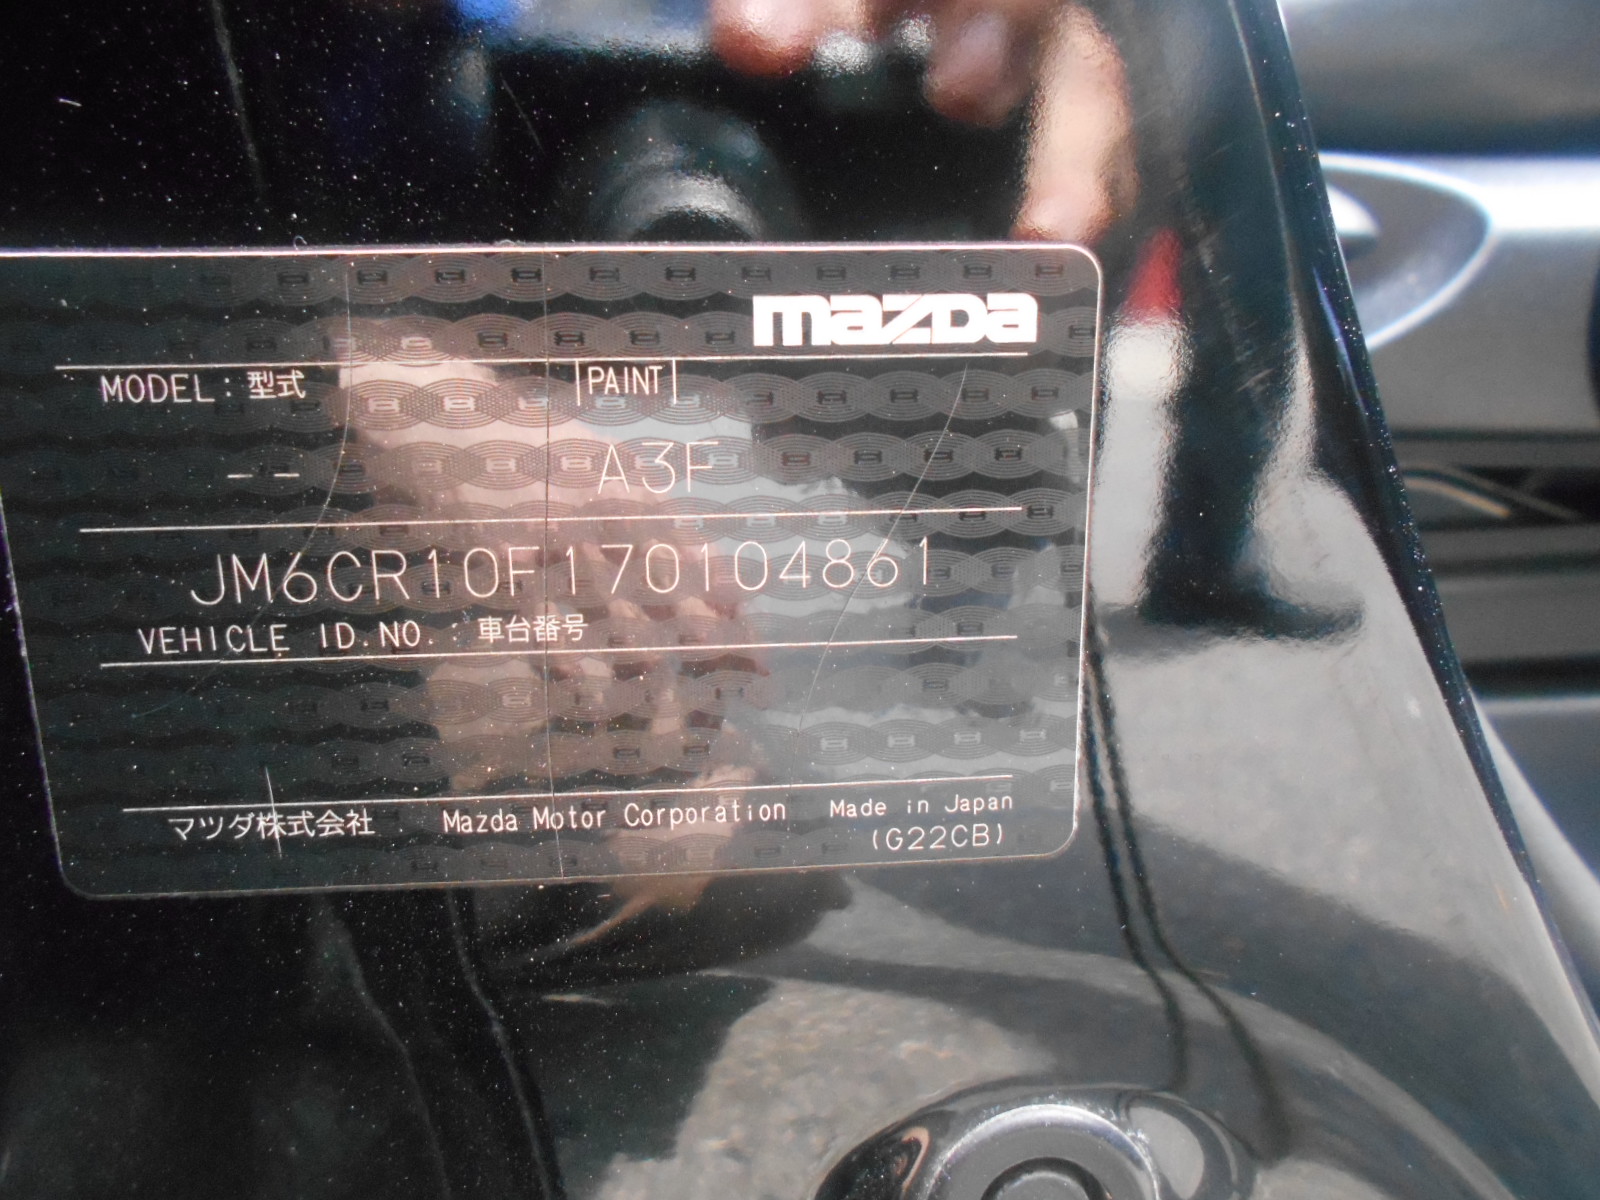 mazda
MODEL：型式 PAINT
-- A3F
JM6CR10F170104861
VEHICLE ID.NO.：車台番号
マツダ株式会社 Mazda Motor Corporation Made in Japan
(G22CB)